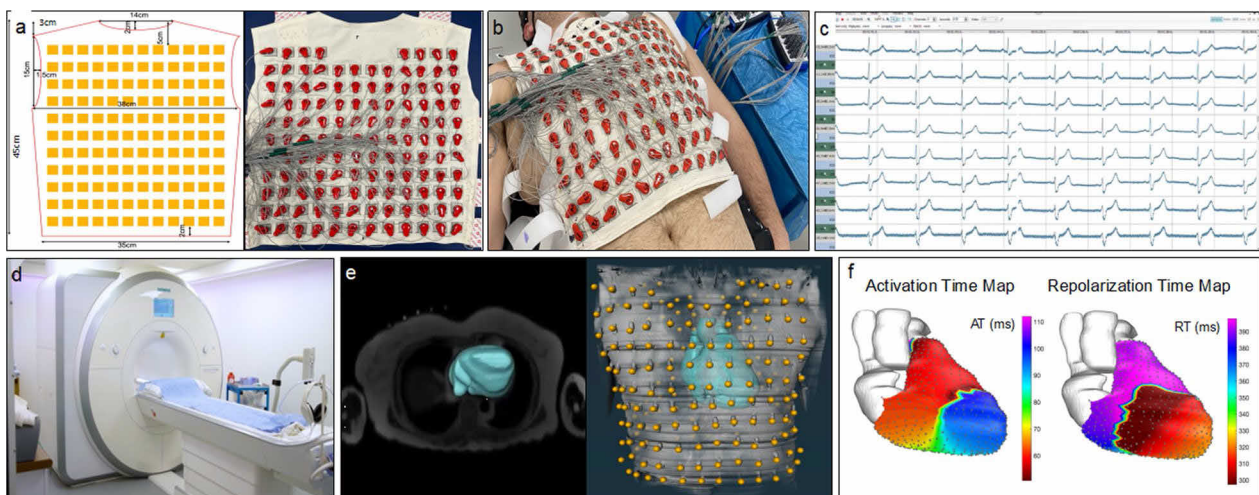 a
14cm
3cm
2cm
5cm
15cm
1.5cm
38cm
45cm
2cm
35cm
b
c
d
e
f
Activation Time Map
Repolarization Time Map
AT (ms)
RT (ms)
110
100
90
80
70
60
390
380
370
360
350
340
330
320
310
300